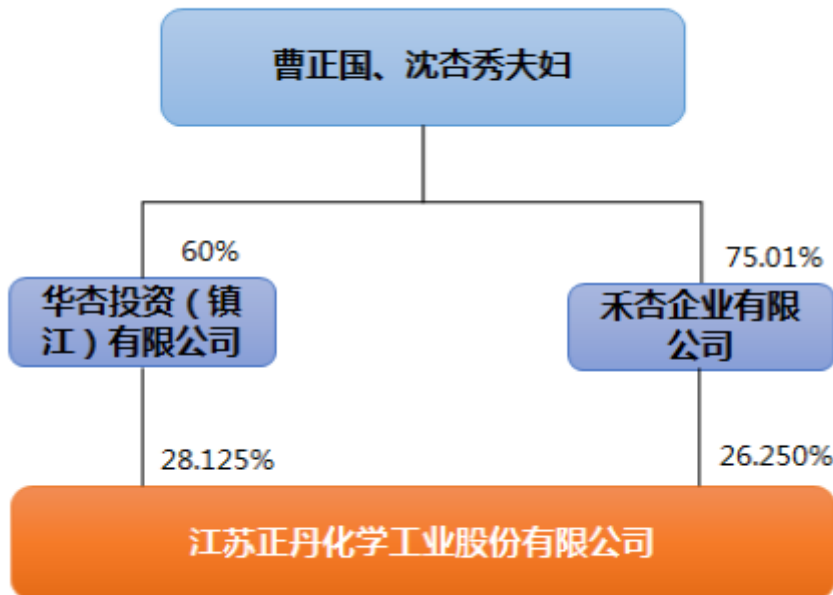 曹正国、沈杏秀夫妇
60%
75.01%
华杏投资（镇
江）有限公司
禾杏企业有限
公司
28.125%
26.250%
江苏正丹化学工业股份有限公司